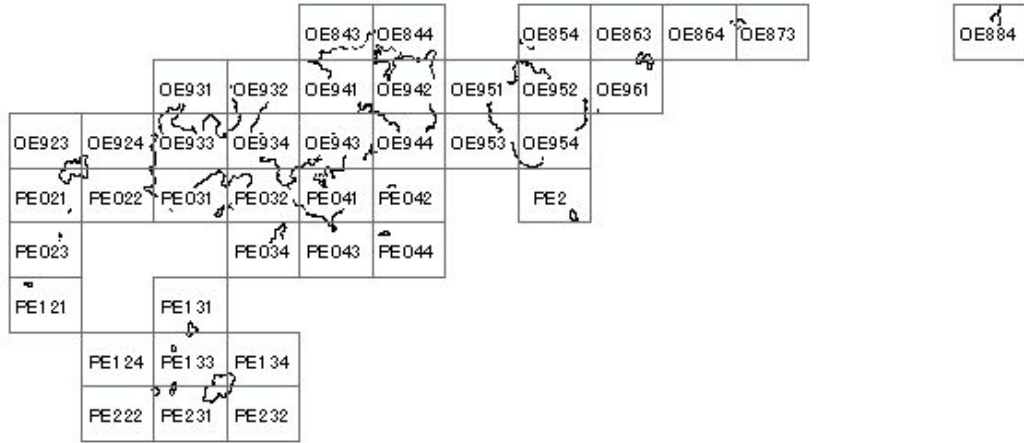 OE843 OE844 OE854 OE863 OE864 OE873 OE884
OE931 OE932 OE941 OE942 OE951 OE952 OE961
OE923 OE924 OE933 OE934 OE943 OE944 OE953 OE954
PE021 PE022 PE031 PE032 PE041 PE042 PE2
PE023 PE034 PE043 PE044
PE121 PE131
PE124 PE133 PE134
PE222 PE231 PE232